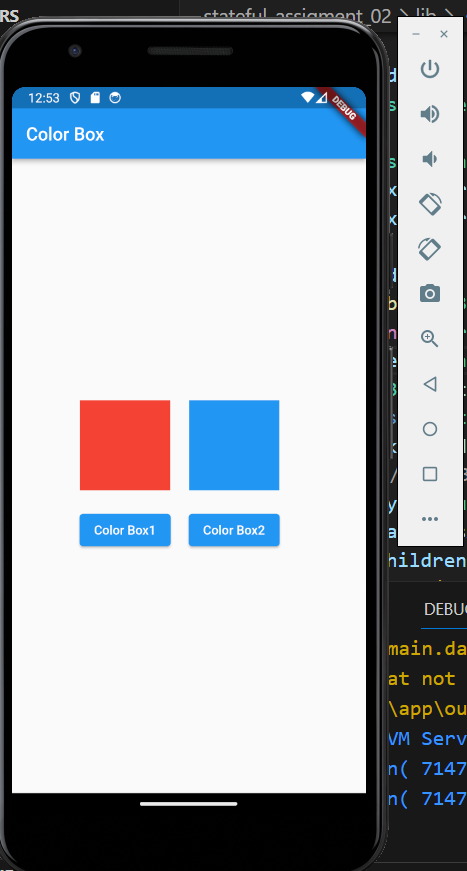 RS
stateful_assigment_02 > lib >
12:53
DEBUG
Color Box
Color Box1
Color Box2
hildren
DEBU
main.da
at not
\app\ou
VM Serv
n( 7147
n( 7147